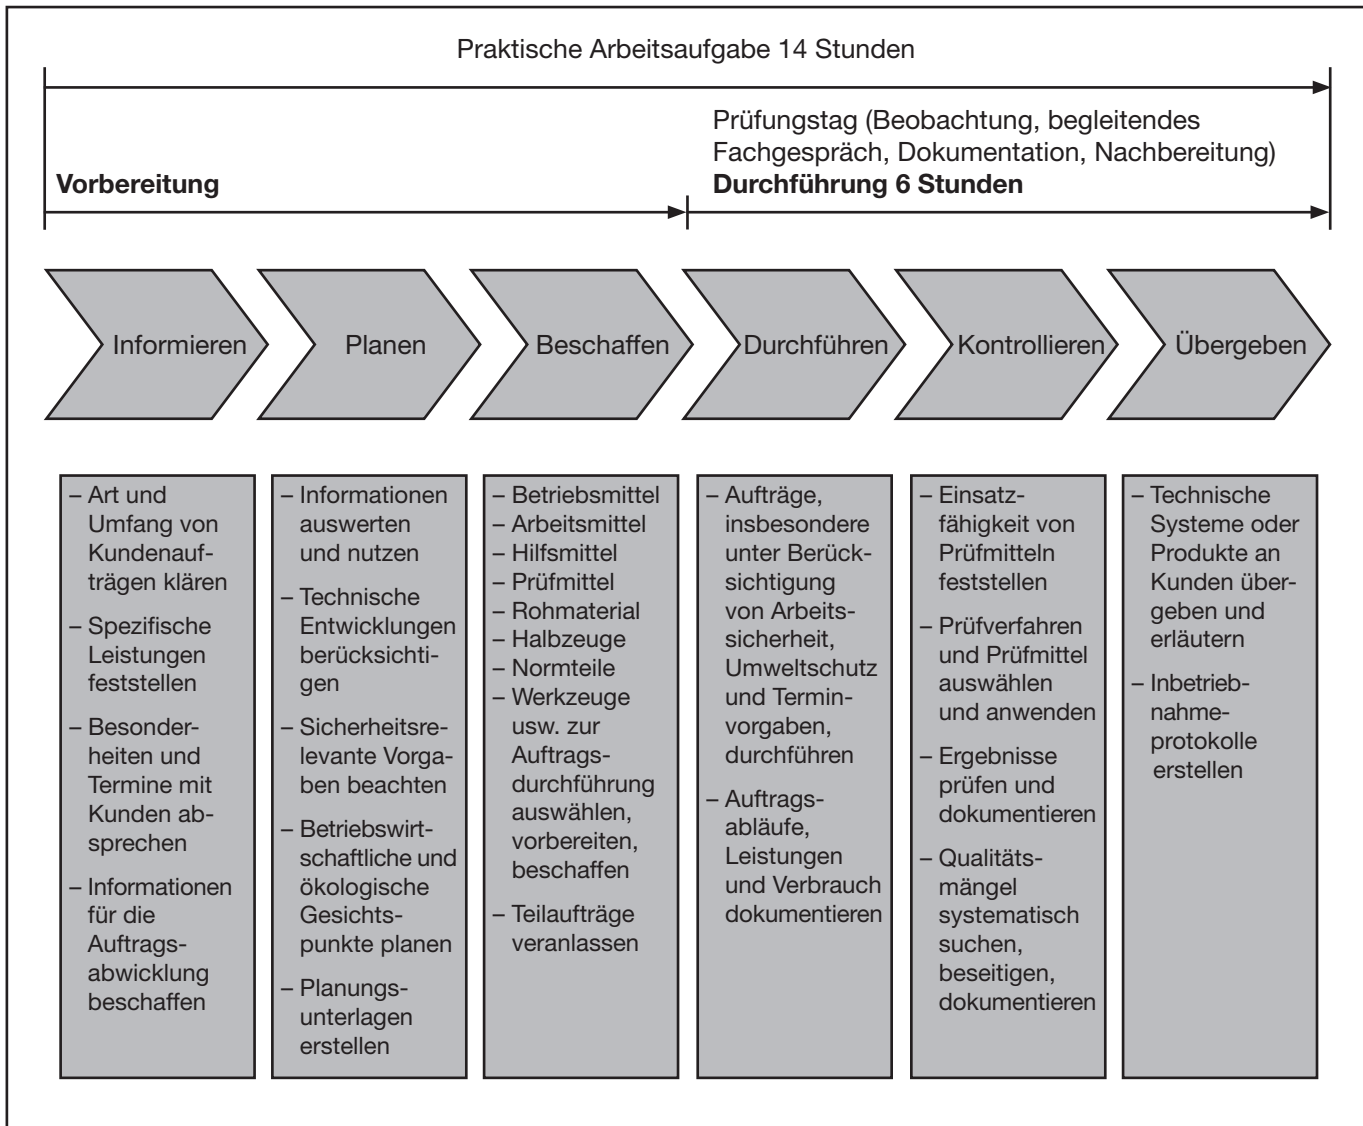 Praktische Arbeitsaufgabe 14 Stunden
Prüfungstag (Beobachtung, begleitendes
Fachgespräch, Dokumentation, Nachbereitung)
Vorbereitung
Durchführung 6 Stunden
Informieren
Planen
Beschaffen
Durchführen
Kontrollieren
Übergeben
– Art und
Umfang von
Kundenauf-
trägen klären
– Spezifische
Leistungen
feststellen
– Besonder-
heiten und
Termine mit
Kunden ab-
sprechen
– Informationen
für die
Auftrags-
abwicklung
beschaffen
– Informationen
auswerten
und nutzen
– Technische
Entwicklungen
berücksichti-
gen
– Sicherheitsre-
levante Vorga-
ben beachten
– Betriebswirt-
schaftliche und
ökologische
Gesichts-
punkte planen
– Planungs-
unterlagen
erstellen
– Betriebsmittel
– Arbeitsmittel
– Hilfsmittel
– Prüfmittel
– Rohmaterial
– Halbzeuge
– Normteile
– Werkzeuge
usw. zur
Auftrags-
durchführung
auswählen,
vorbereiten,
beschaffen
– Teilaufträge
veranlassen
– Aufträge,
insbesondere
unter Berück-
sichtigung
von Arbeits-
sicherheit,
Umweltschutz
und Termin-
vorgaben,
durchführen
– Auftrags-
abläufe,
Leistungen
und Verbrauch
dokumentieren
– Einsatz-
fähigkeit von
Prüfmitteln
feststellen
– Prüfverfahren
und Prüfmittel
auswählen
und anwenden
– Ergebnisse
prüfen und
dokumentieren
– Qualitäts-
mängel
systematisch
suchen,
beseitigen,
dokumentieren
– Technische
Systeme oder
Produkte an
Kunden über-
geben und
erläutern
– Inbetrieb-
nahme-
protokolle
erstellen